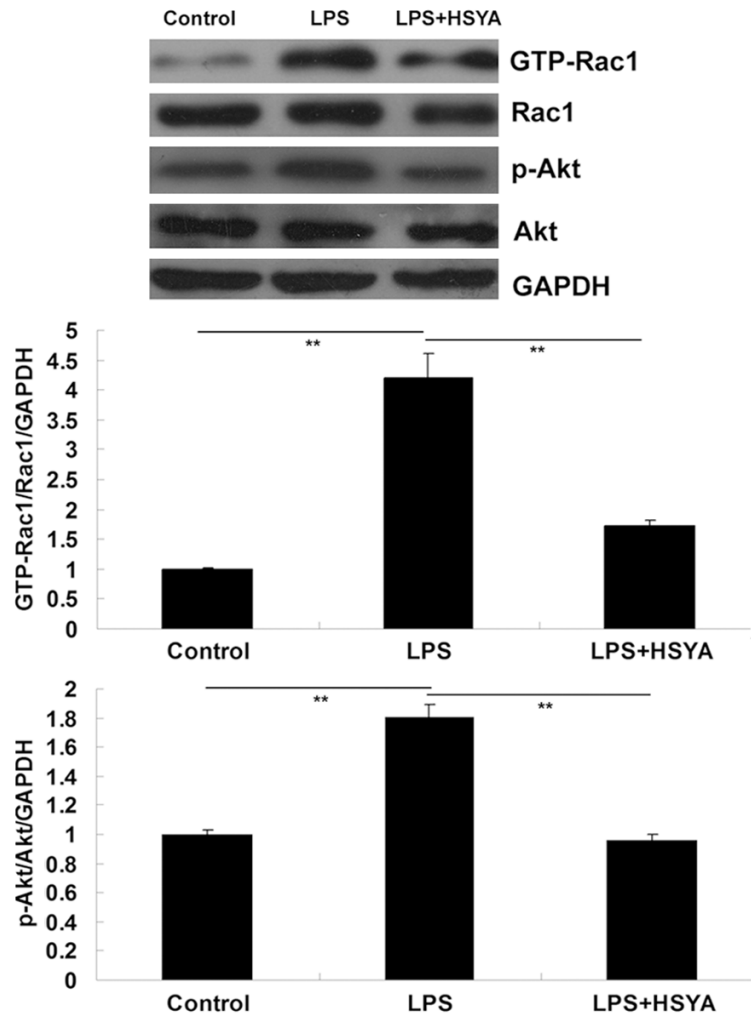 Control LPS LPS+HSYA
GTP-Rac1
Rac1
p-Akt
Akt
GAPDH
GTP-Rac1/Rac1/GAPDH
5
4.5
4
3.5
3
2.5
2
1.5
1
0.5
0
** **
Control LPS LPS+HSYA
p-Akt/Akt/GAPDH
2
1.8
1.6
1.4
1.2
1
0.8
0.6
0.4
0.2
0
** **
Control LPS LPS+HSYA